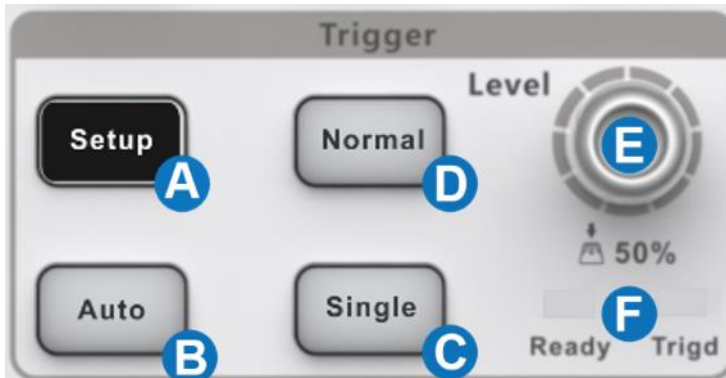 Trigger
Level
Setup A
Normal D
E
50%
Auto B
Single C
F
Ready Trigd